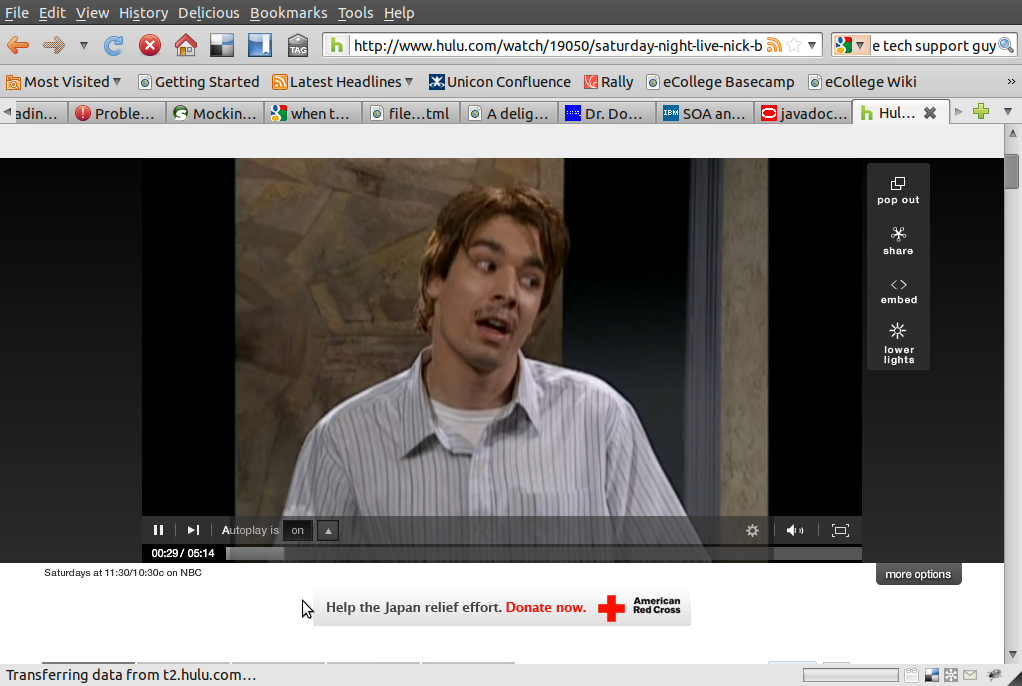 File Edit View History Delicious Bookmarks Tools Help
TAG h http://www.hulu.com/watch/19050/saturday-night-live-nick-b e tech support guy
Most Visited Getting Started Latest Headlines Unicon Confluence Rally eCollege Basecamp eCollege Wiki »
adin... Proble... Mockin... when t... file...tml A delig... Dr. Do... IBM SOA an... javadoc... h Hul...
pop out
share
embed
lower
lights
Autoplay is on
00:29 / 05:14
Saturdays at 11:30/10:30c on NBC
more options
Help the Japan relief effort. Donate now. American
Red Cross
Transferring data from t2.hulu.com...